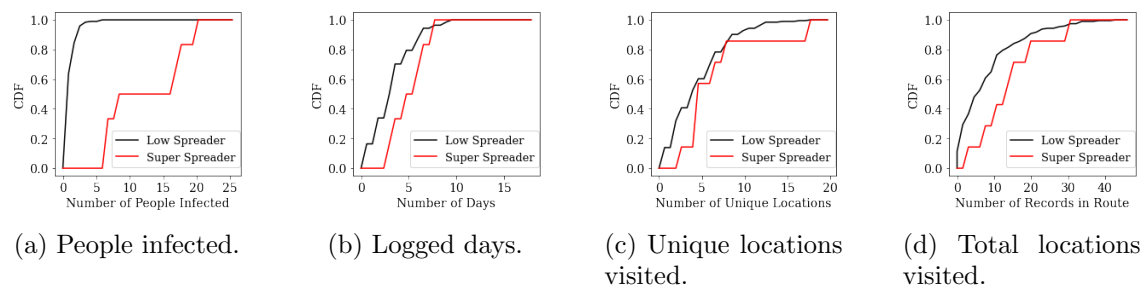 1.0
0.8
0.6
0.4
0.2
0.0
CDF
Low Spreader
Super Spreader
0 5 10 15 20 25
Number of People Infected
(a) People infected.
1.0
0.8
0.6
0.4
0.2
0.0
CDF
Low Spreader
Super Spreader
0 5 10 15
Number of Days
(b) Logged days.
1.0
0.8
0.6
0.4
0.2
0.0
CDF
Low Spreader
Super Spreader
0 5 10 15 20
Number of Unique Locations
(c) Unique locations
visited.
1.0
0.8
0.6
0.4
0.2
0.0
CDF
Low Spreader
Super Spreader
0 10 20 30 40
Number of Records in Route
(d) Total locations
visited.